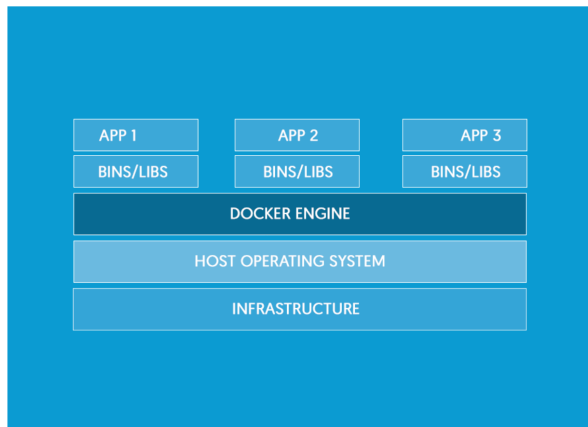 APP 1 APP 2 APP 3
BINS/LIBS BINS/LIBS BINS/LIBS
DOCKER ENGINE
HOST OPERATING SYSTEM
INFRASTRUCTURE